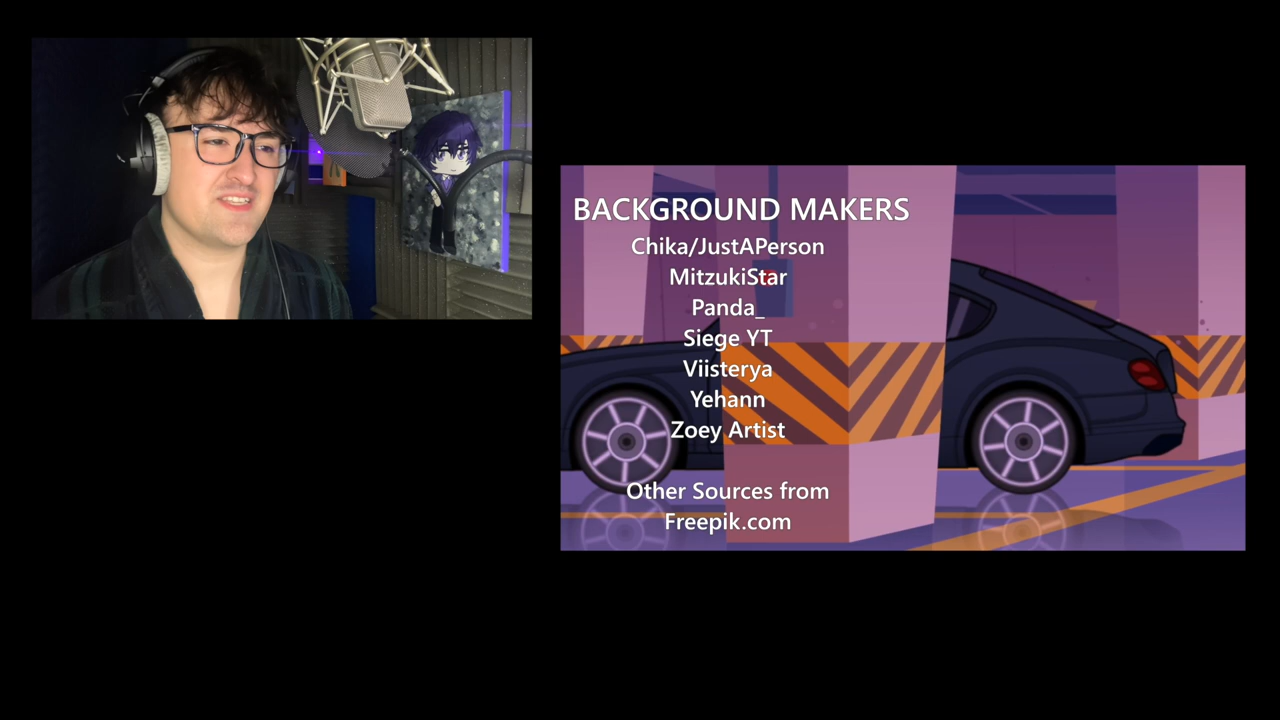 BACKGROUND MAKERS
Chika/JustAPerson
MitzukiStar
Panda_
Siege YT
Viisterya
Yehann
Zoey Artist
Other Sources from
Freepik.com